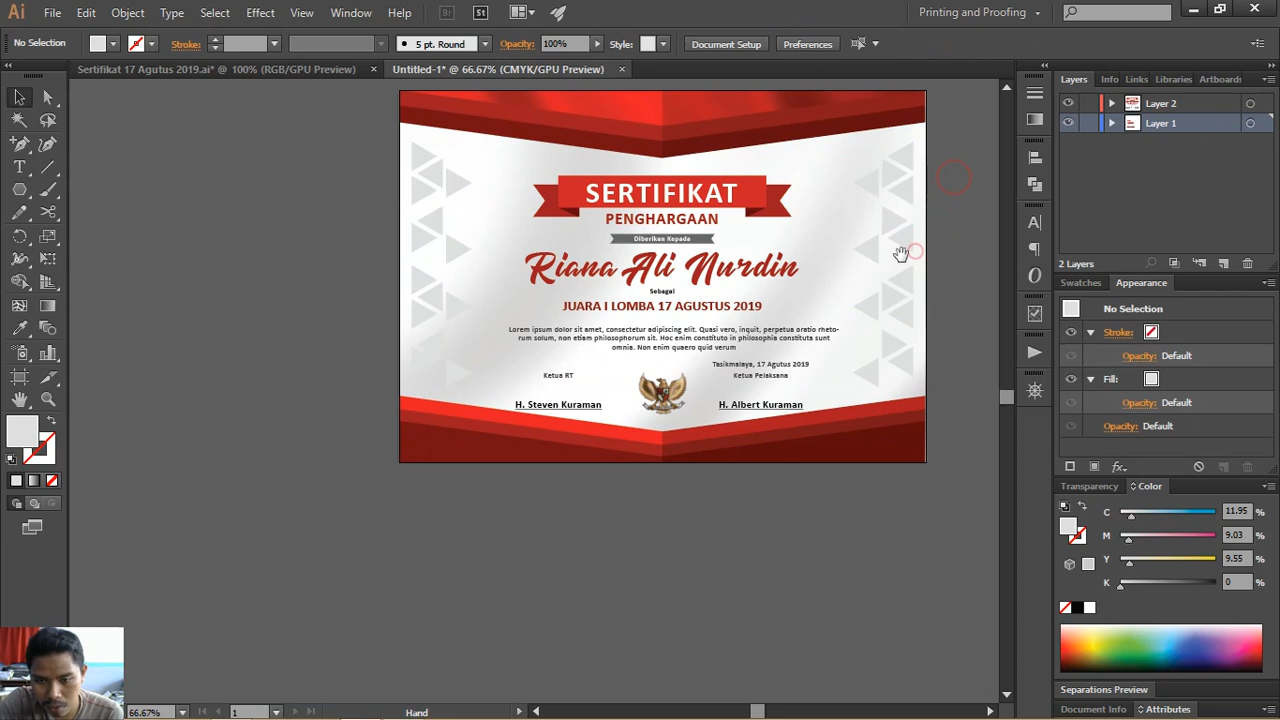 Ai File Edit Object Type Select Effect View Window Help Br St Printing and Proofing
No Selection Stroke: 5 pt. Round Opacity: 100% Style: Document Setup Preferences
Sertifikat 17 Agutus 2019.ai* @ 100% (RGB/GPU Preview) Untitled-1* @ 66.67% (CMYK/GPU Preview)
SERTIFIKAT
PENGHARGAAN
Diberikan Kepada
Riana Ali Nurdin
Sebagai
JUARA I LOMBA 17 AGUSTUS 2019
Lorem ipsum dolor sit amet, consectetur adipiscing elit. Quasi vero, inquit, perpetua oratio rheto-
rum solum, non etiam philosophorum sit. Hoc enim constituto in philosophia constituta sunt
omnia. Non enim quaero quid verum
Tasikmalaya, 17 Agutus 2019
Ketua RT Ketua Pelaksana
H. Steven Kuraman H. Albert Kuraman
Layers Info Links Libraries Artboards
Layer 2
Layer 1
2 Layers
Swatches Appearance
No Selection
Stroke:
Opacity: Default
Fill:
Opacity: Default
Opacity: Default
Transparency Color
C 11.95 %
M 9.03 %
Y 9.55 %
K 0 %
Separations Preview
Document Info Attributes
66.67% 1 Hand